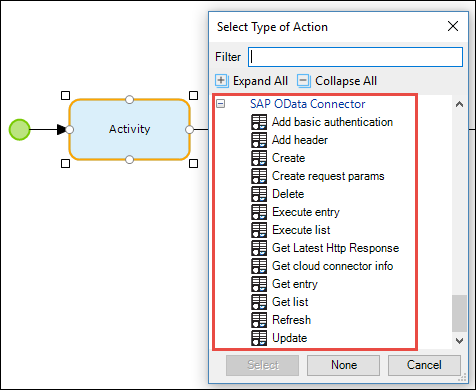 Select Type of Action
Filter
Expand All Collapse All
SAP OData Connector
Add basic authentication
Add header
Create
Create request params
Delete
Execute entry
Execute list
Get Latest Http Response
Get cloud connector info
Get entry
Get list
Refresh
Update
Select None Cancel
Activity